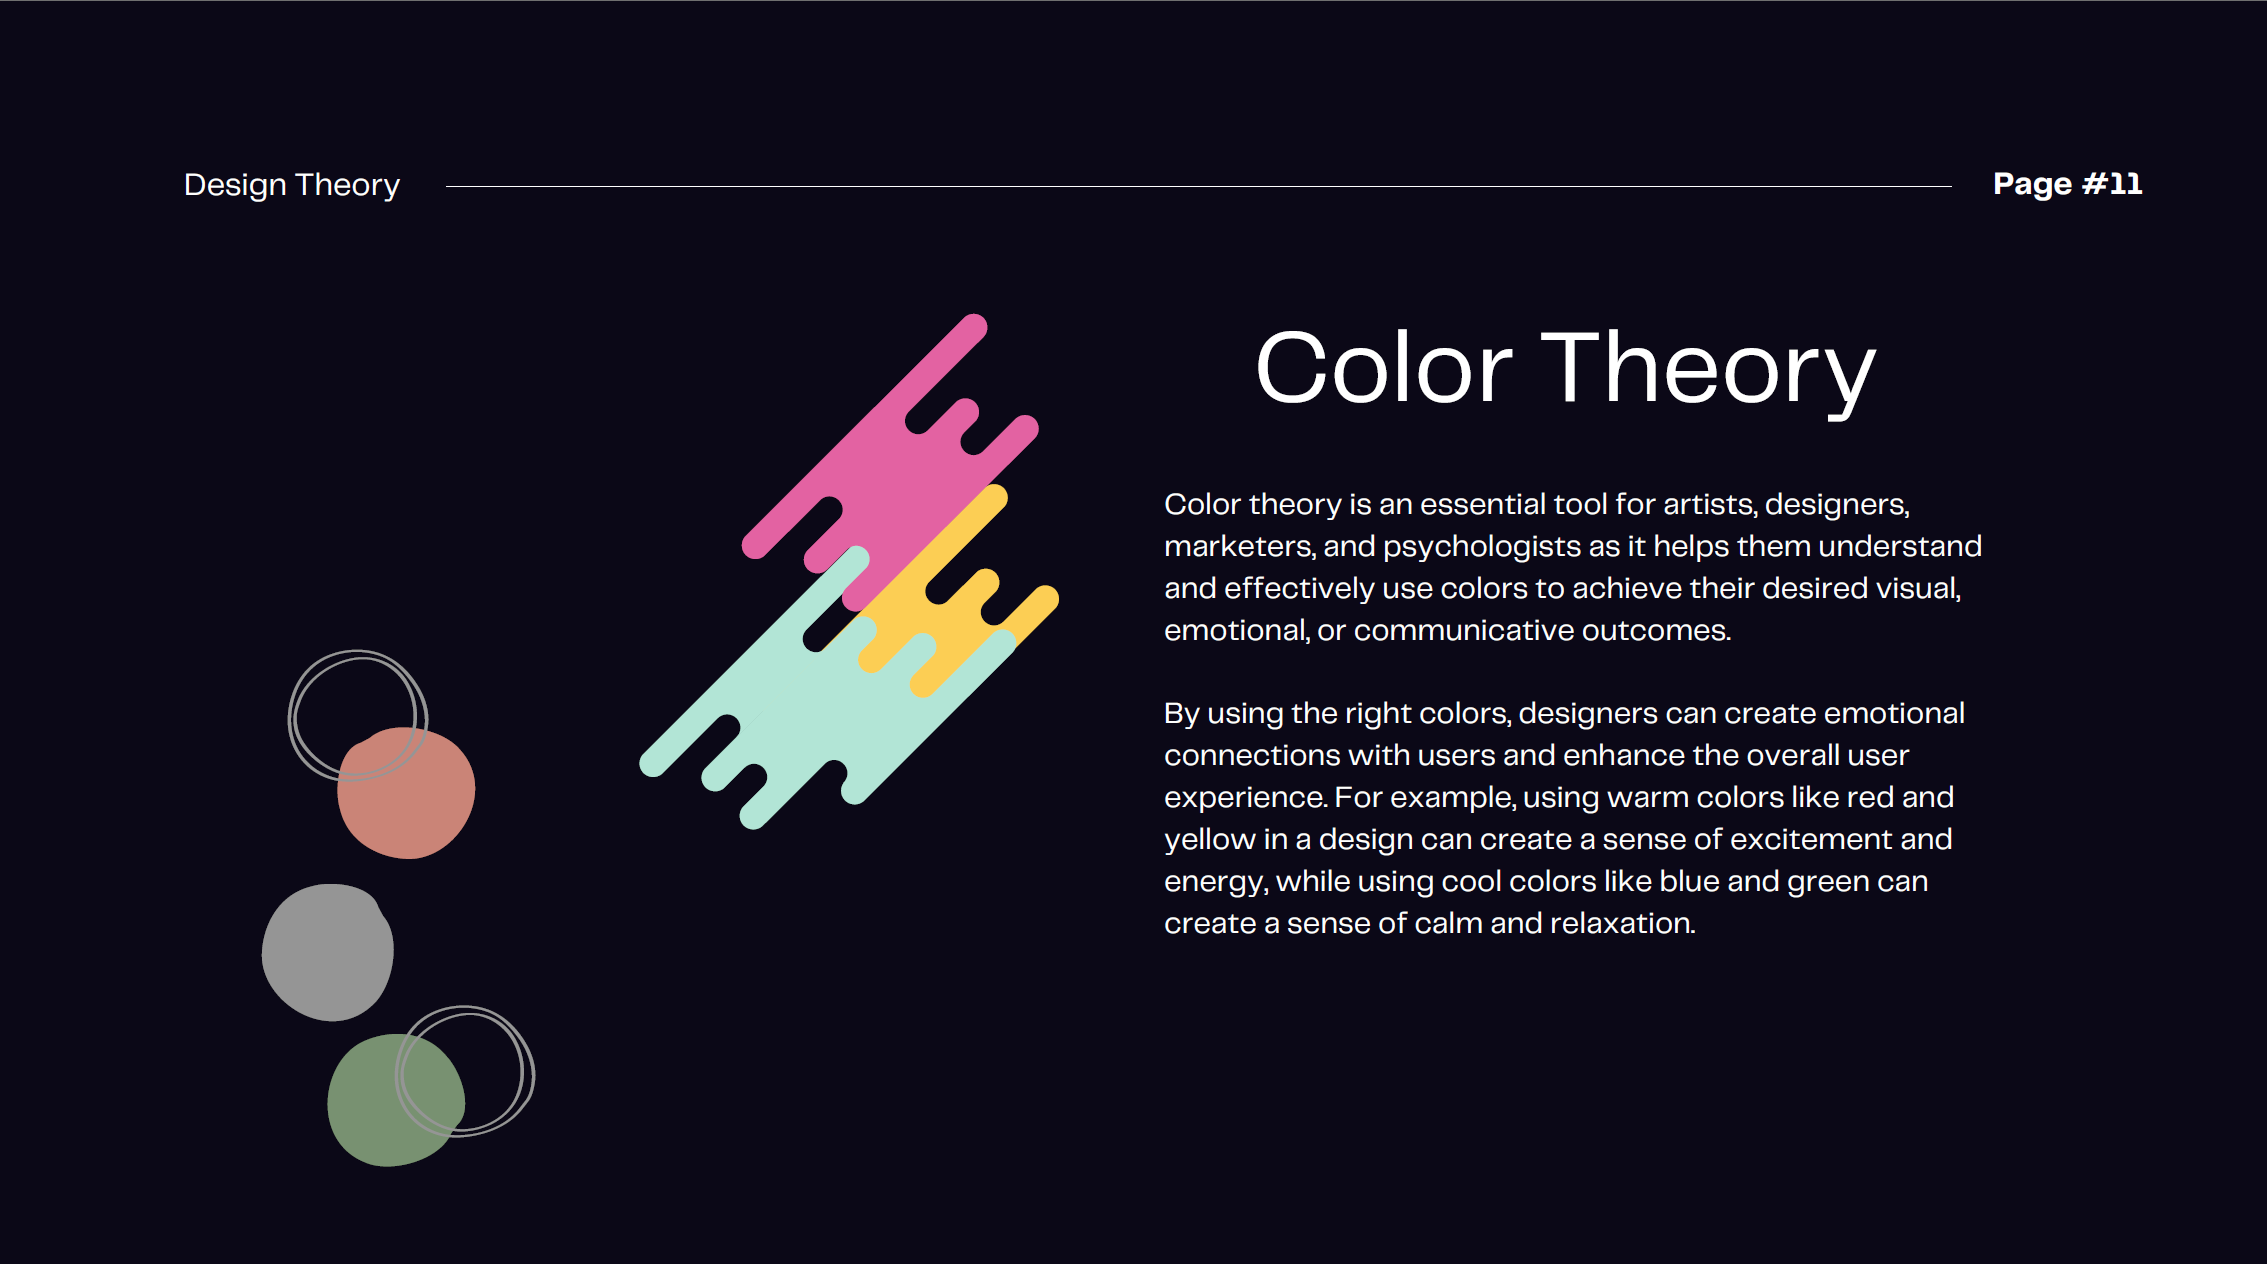 Design Theory
Page #11
Color Theory
Color theory is an essential tool for artists, designers,
marketers, and psychologists as it helps them understand
and effectively use colors to achieve their desired visual,
emotional, or communicative outcomes.
By using the right colors, designers can create emotional
connections with users and enhance the overall user
experience. For example, using warm colors like red and
yellow in a design can create a sense of excitement and
energy, while using cool colors like blue and green can
create a sense of calm and relaxation.